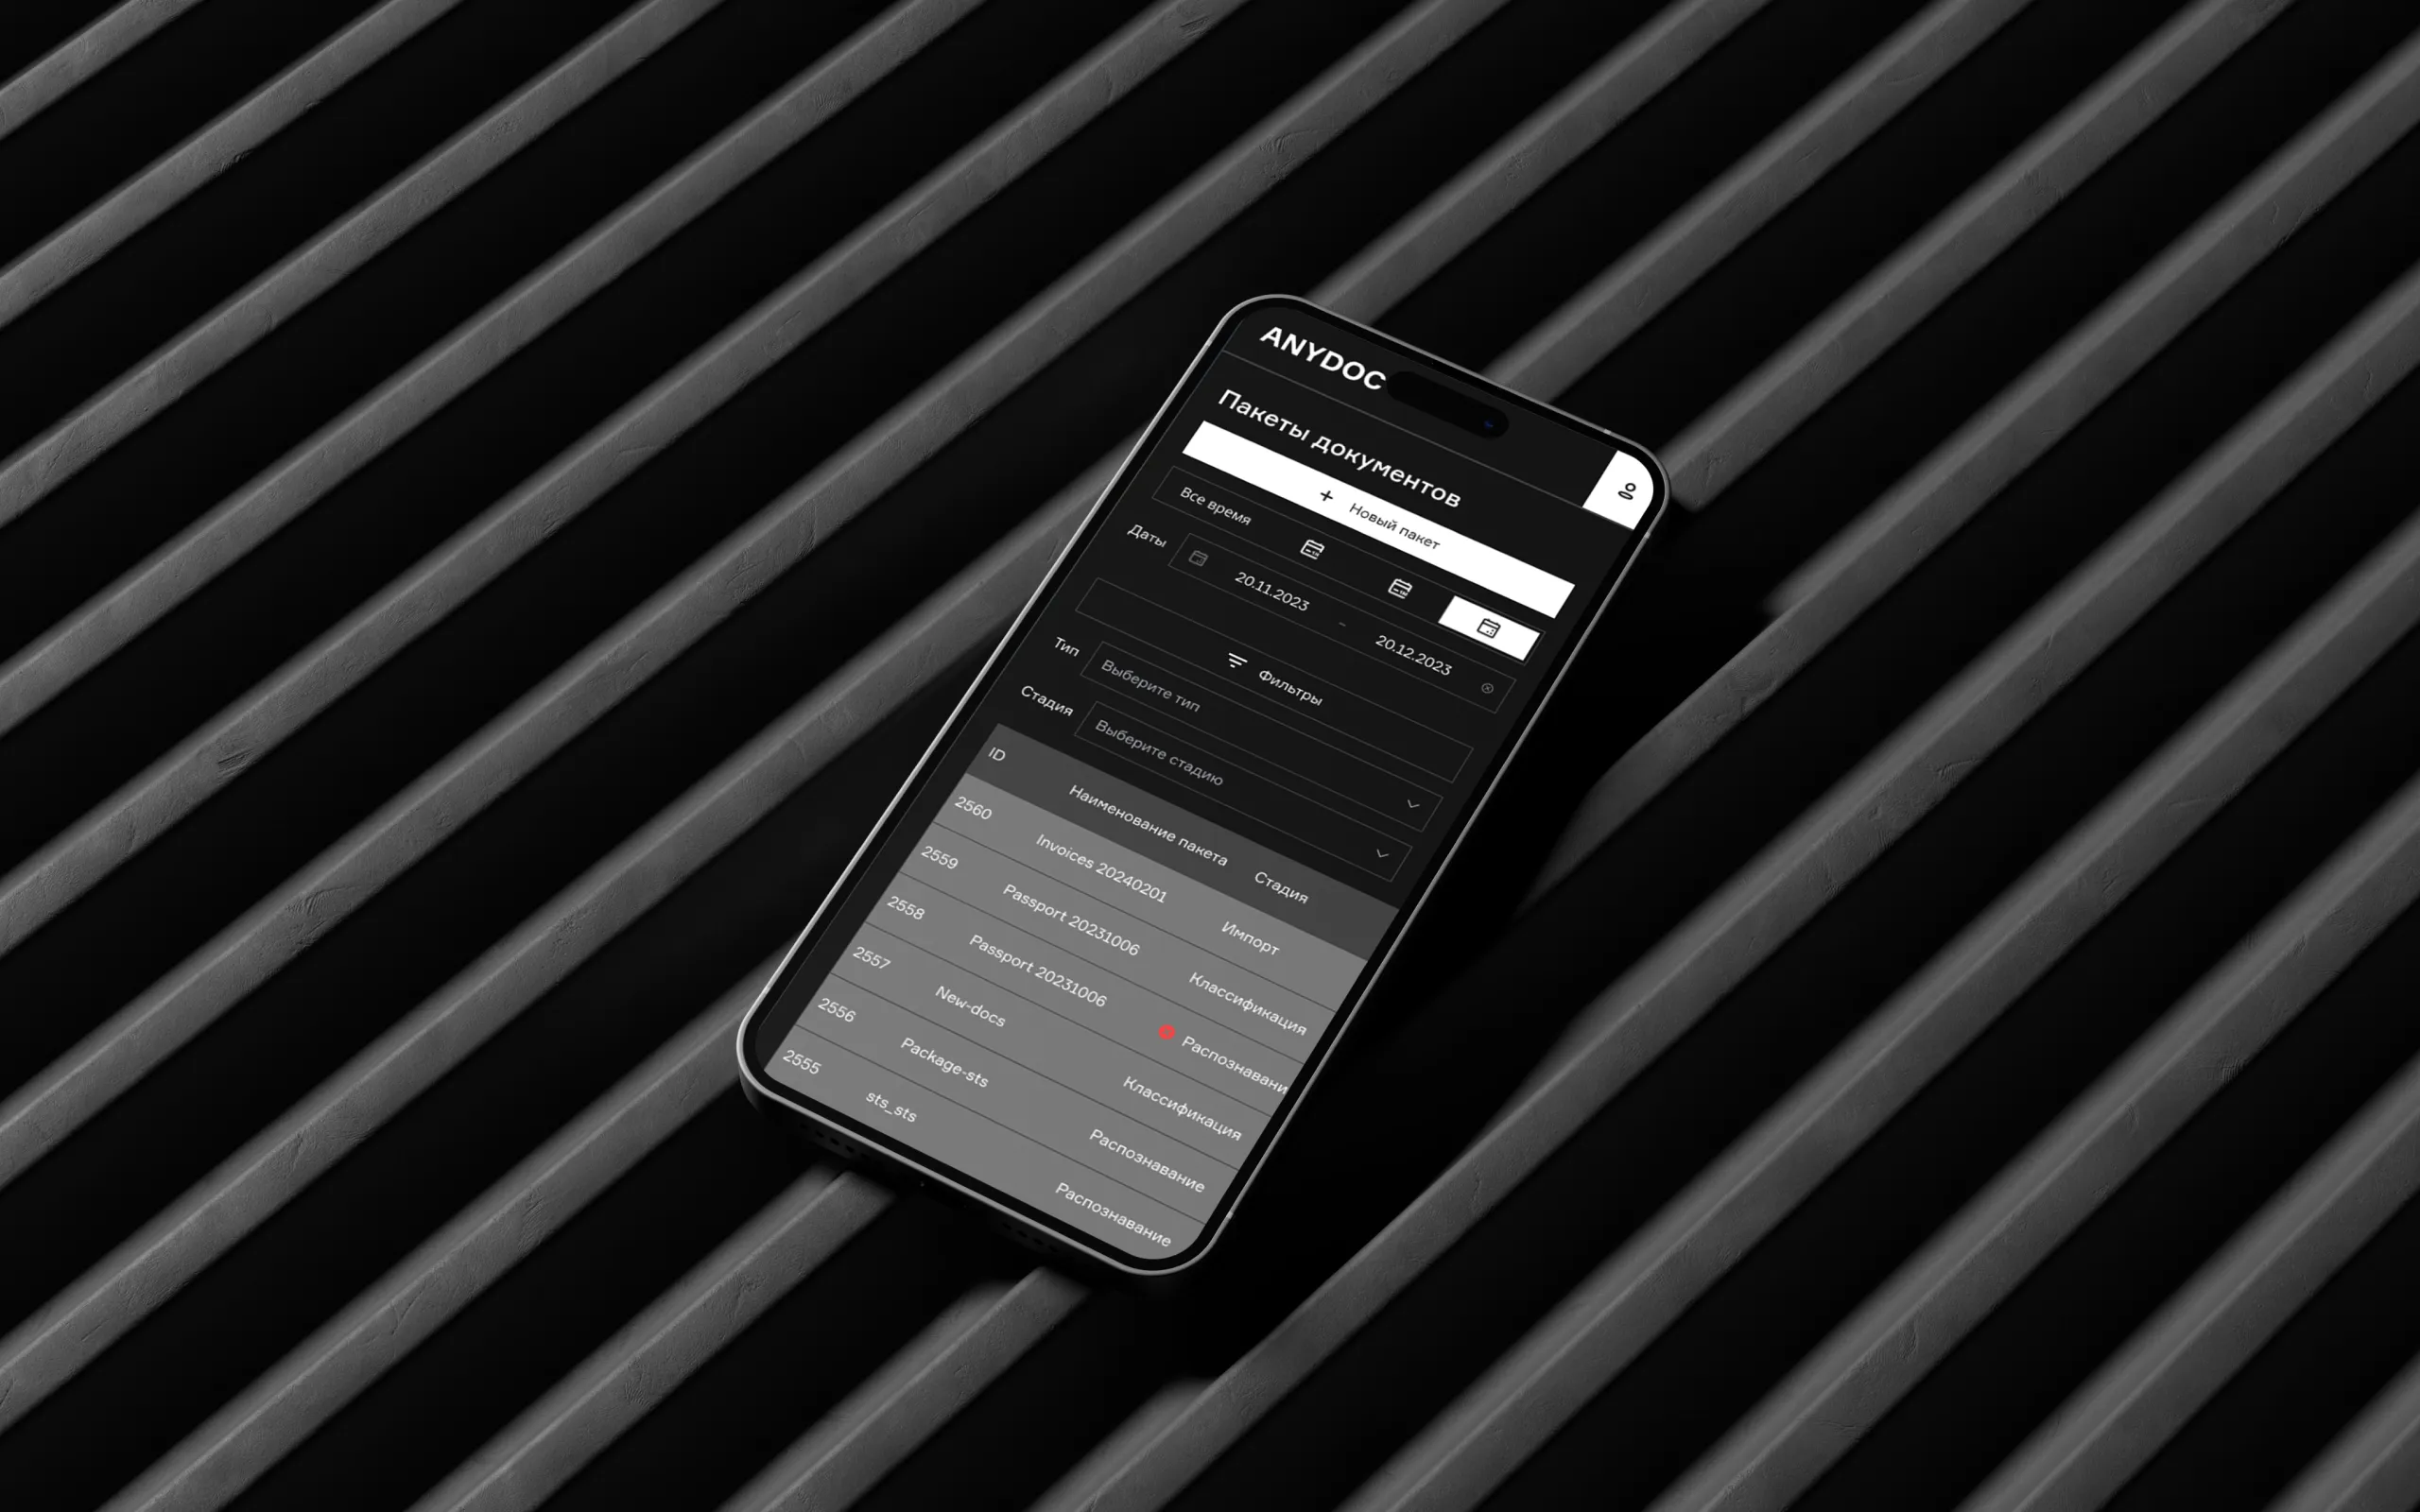 ANYDOC
Пакеты документов
+ Новый пакет
Все время
Даты 20.11.2023 - 20.12.2023
Фильтры
Тип Выберите тип
Стадия Выберите стадию
ID Наименование пакета Стадия
2560 Invoices 20240201 Импорт
2559 Passport 20231006 Классификация
2558 Passport 20231006 Распознавани
2557 New-docs Классификация
2556 Package-sts Распознавание
2555 sts_sts Распознавание